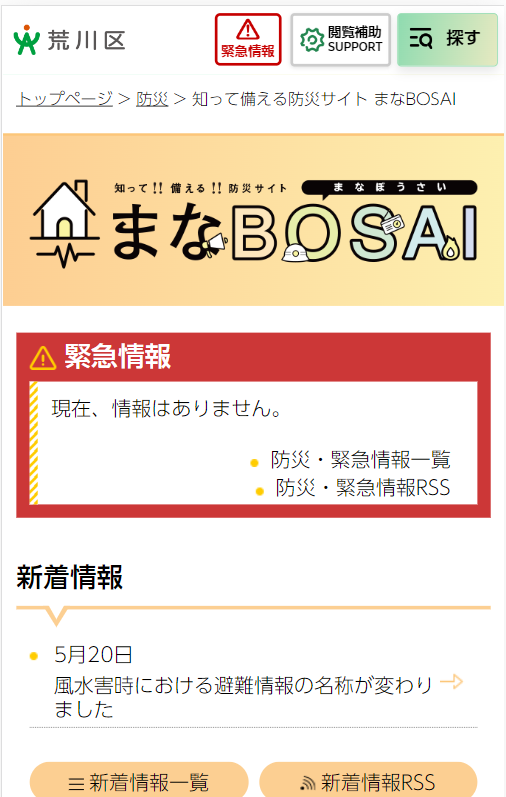 荒川区
緊急情報
閲覧補助
SUPPORT
探す
トップページ > 防災 > 知って備える防災サイト まなBOSAI
知って!! 備える!! 防災サイト
まなぼうさい
まなBOSAI
緊急情報
現在、情報はありません。
防災・緊急情報一覧
防災・緊急情報RSS
新着情報
5月20日
風水害時における避難情報の名称が変わり
ました
新着情報一覧
新着情報RSS